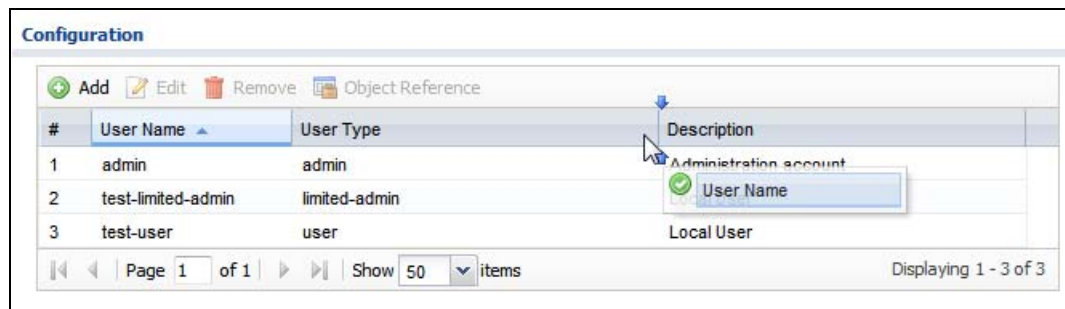 Configuration
Add Edit Remove Object Reference
# User Name User Type Description
1 admin admin Administration account
2 test-limited-admin limited-admin Local User
User Name
3 test-user user Local User
Page 1 of 1 Show 50 items Displaying 1 - 3 of 3